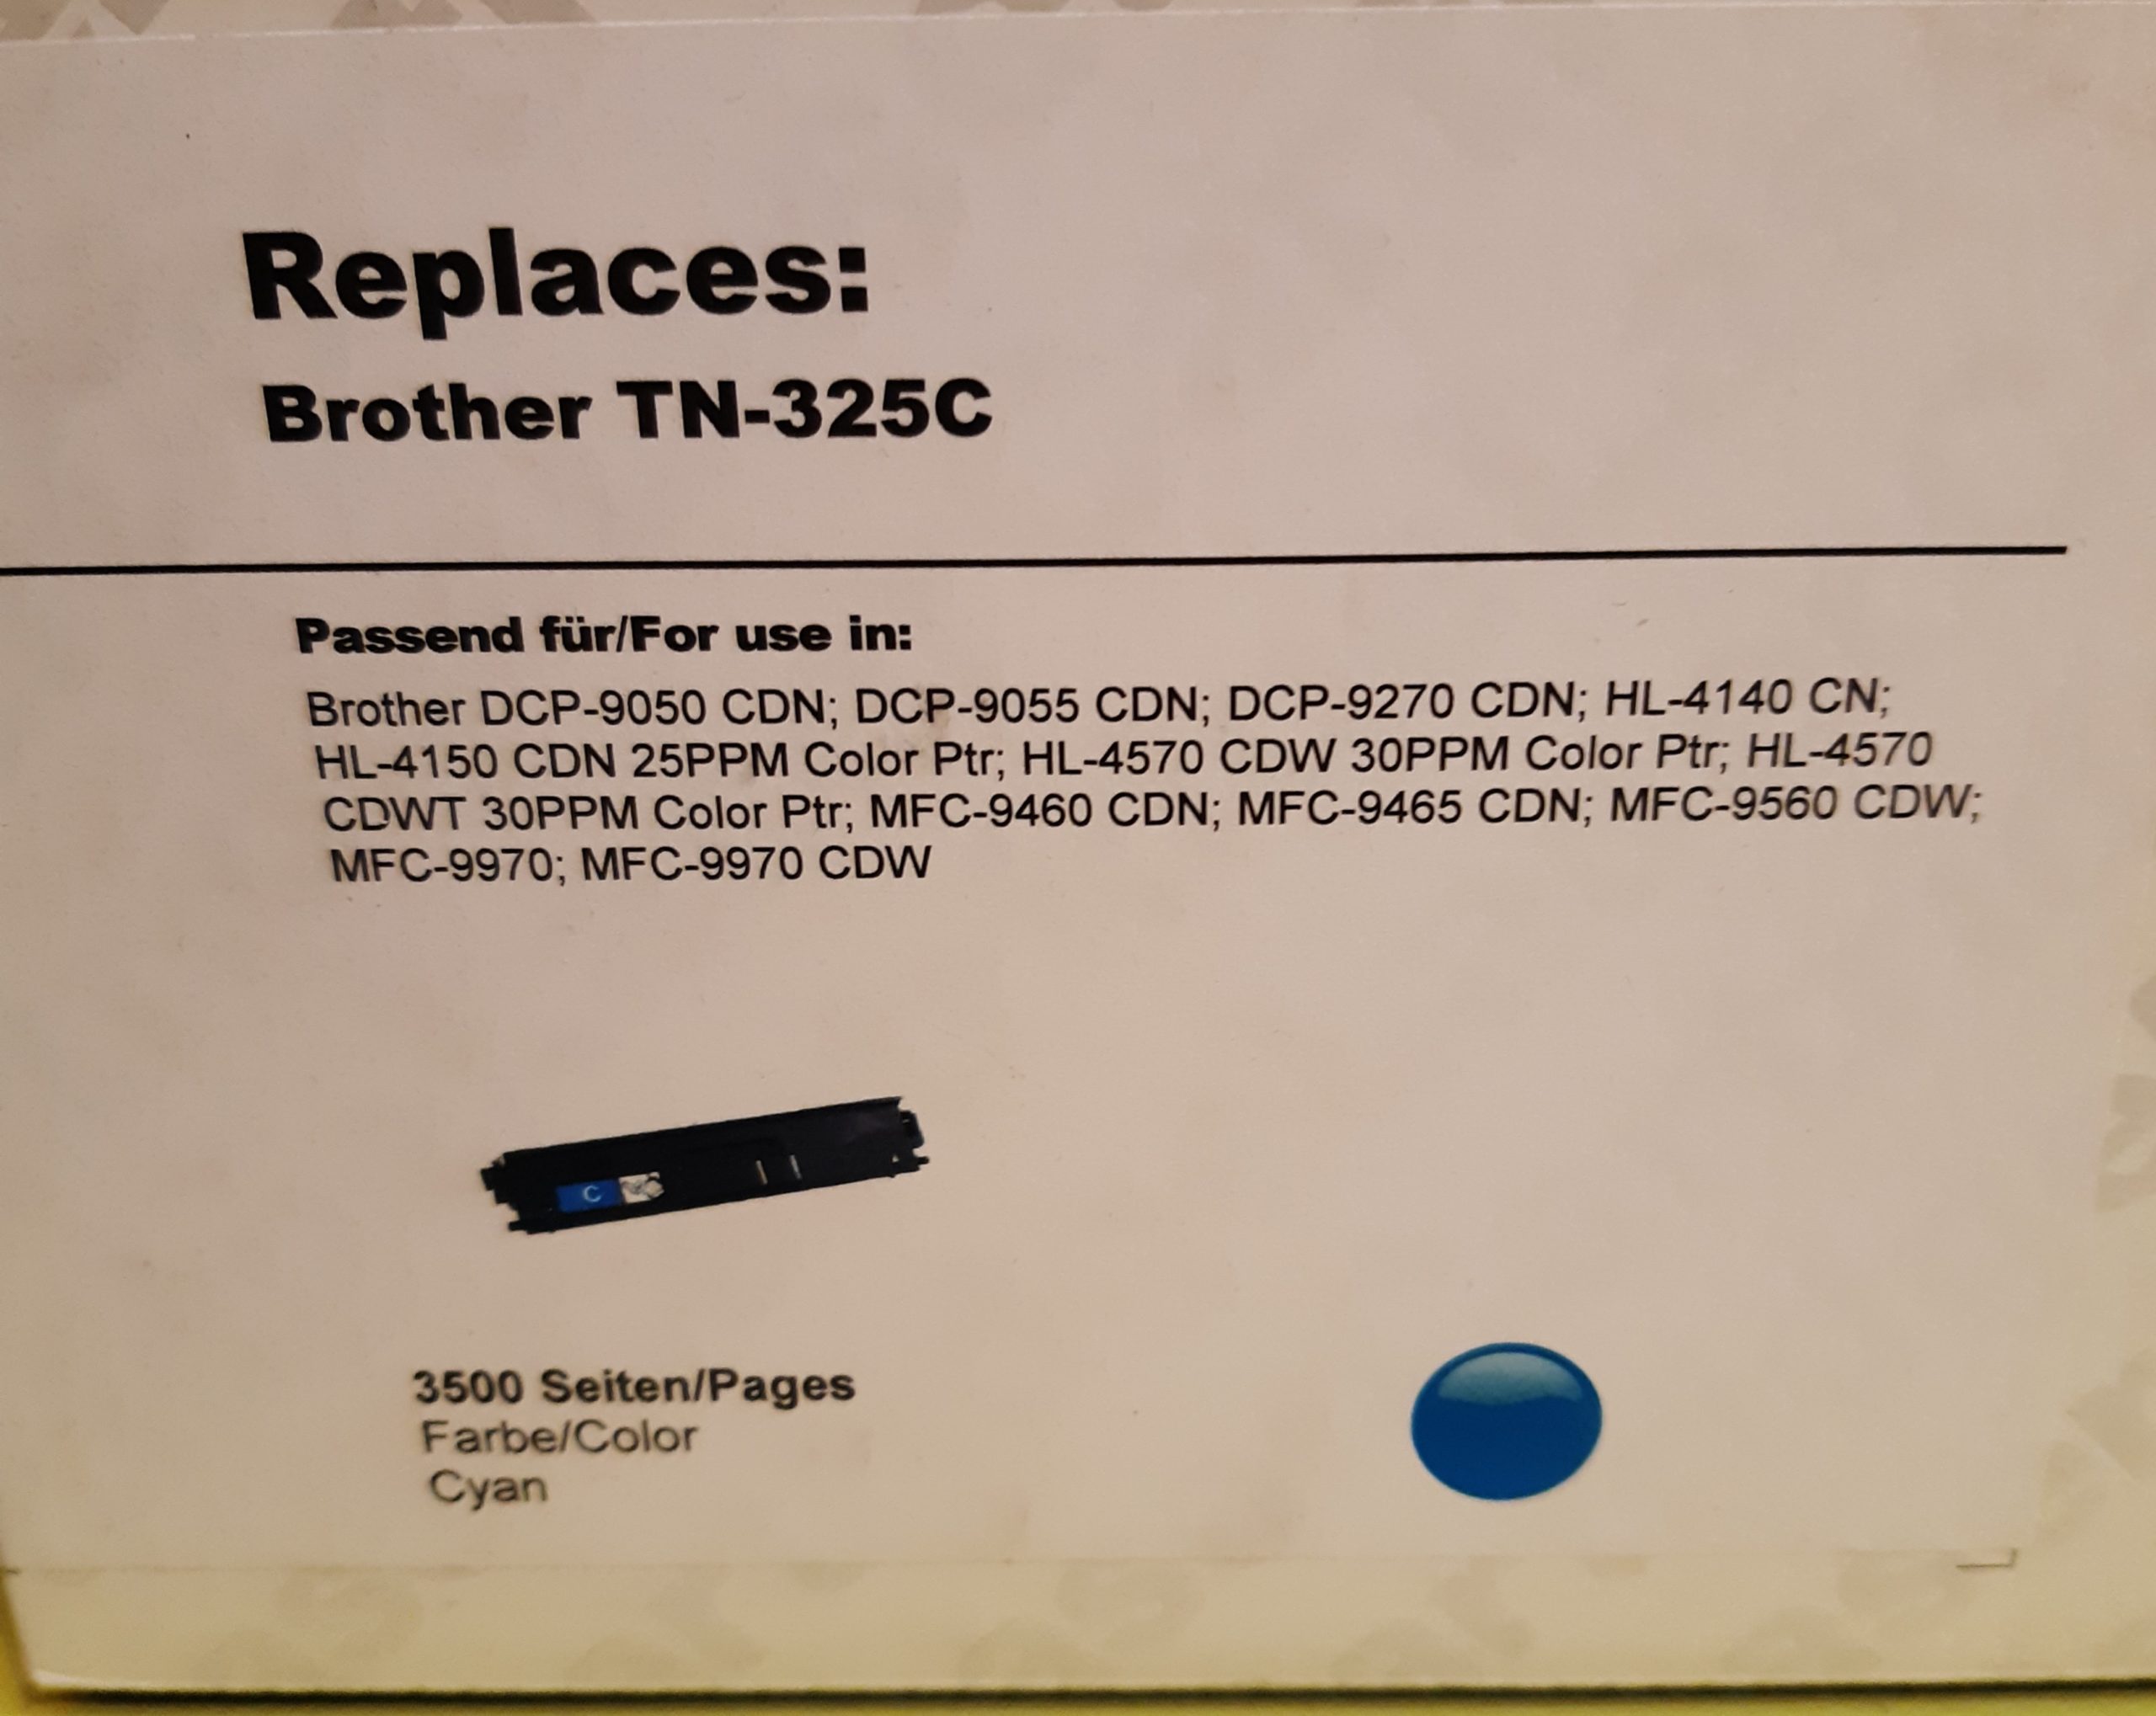 Replaces:
Brother TN-325C
Passend für/For use in:
Brother DCP-9050 CDN; DCP-9055 CDN; DCP-9270 CDN; HL-4140 CN;
HL-4150 CDN 25PPM Color Ptr; HL-4570 CDW 30PPM Color Ptr; HL-4570
CDWT 30PPM Color Ptr; MFC-9460 CDN; MFC-9465 CDN; MFC-9560 CDW;
MFC-9970; MFC-9970 CDW
C
3500 Seiten/Pages
Farbe/Color
Cyan